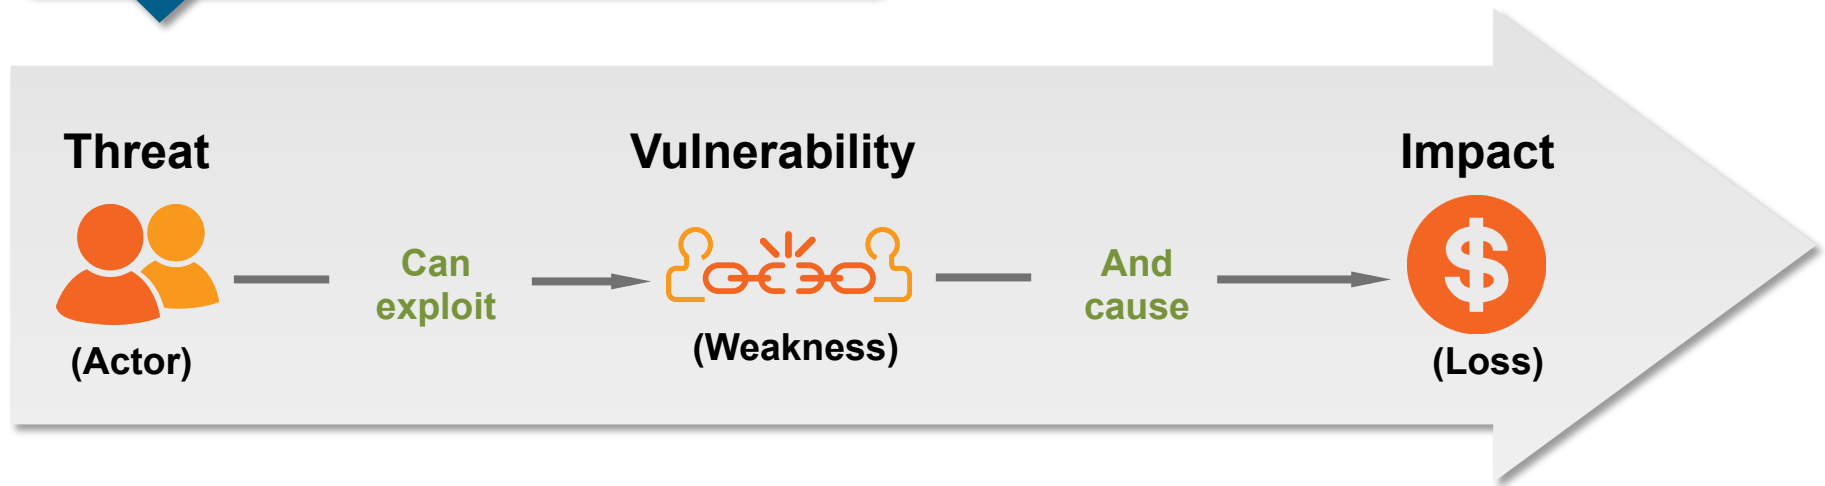 Threat
Vulnerability
Impact
Can
exploit
And
cause
$
(Actor)
(Weakness)
(Loss)